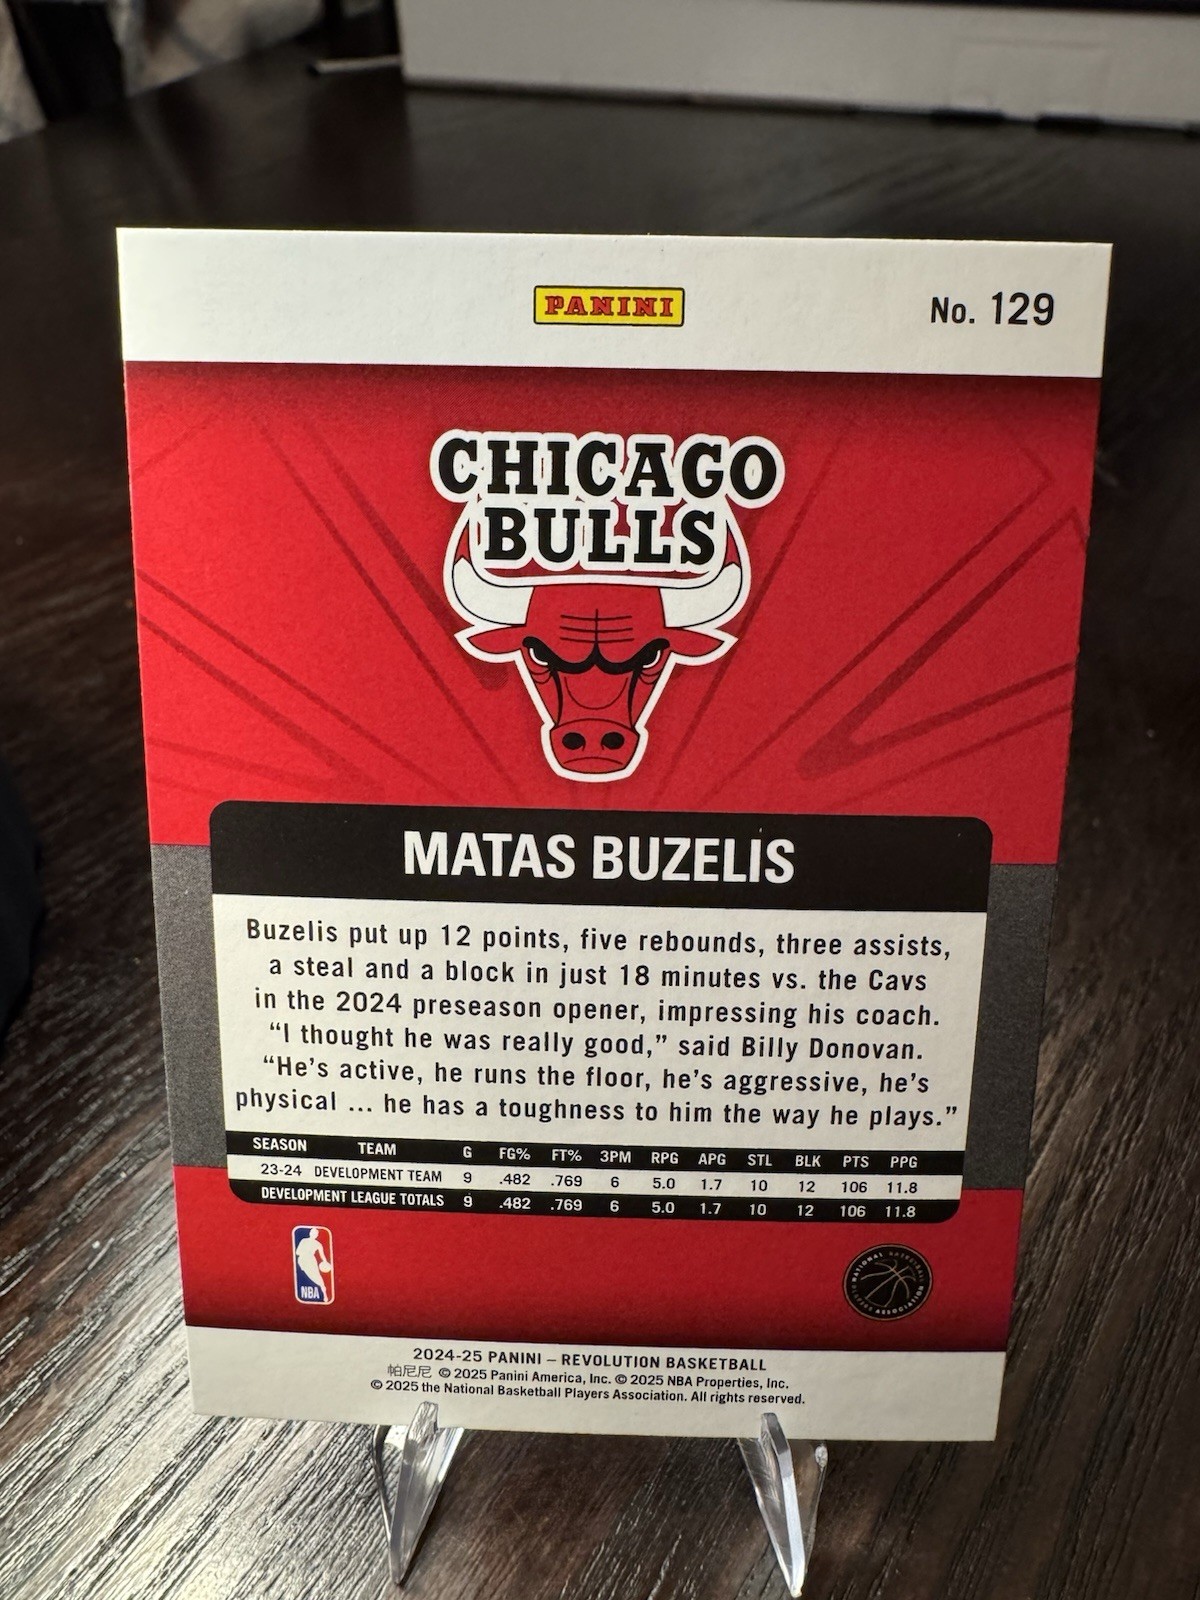 PANINI
No. 129
CHICAGO
BULLS
MATAS BUZELIS
Buzelis put up 12 points, five rebounds, three assists,
a steal and a block in just 18 minutes vs. the Cavs
in the 2024 preseason opener, impressing his coach.
“I thought he was really good,” said Billy Donovan.
“He’s active, he runs the floor, he’s aggressive, he’s
physical ... he has a toughness to him the way he plays.”
SEASON TEAM G FG% FT% 3PM RPG APG STL BLK PTS PPG
23-24 DEVELOPMENT TEAM 9 .482 .769 6 5.0 1.7 10 12 106 11.8
DEVELOPMENT LEAGUE TOTALS 9 .482 .769 6 5.0 1.7 10 12 106 11.8
NBA
NATIONAL BASKETBALL
PLAYERS ASSOCIATION
2024-25 PANINI – REVOLUTION BASKETBALL
帕尼尼 © 2025 Panini America, Inc. © 2025 NBA Properties, Inc.
© 2025 the National Basketball Players Association. All rights reserved.